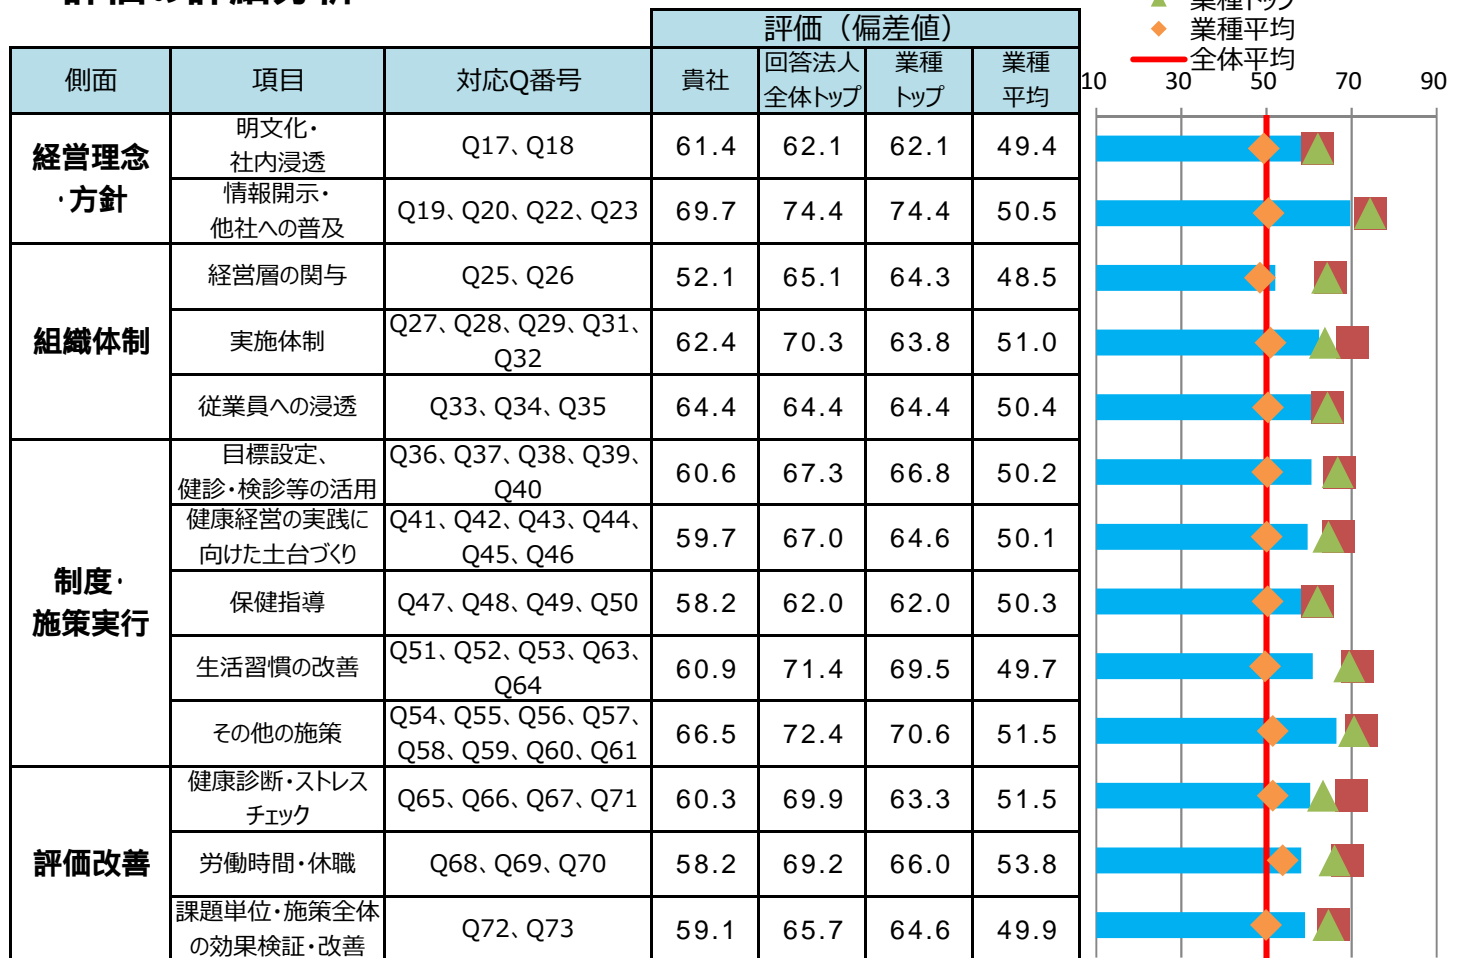 評価の詳細分析
業種トップ
業種平均
全体平均
評価（偏差値）
側面 項目 対応Q番号 貴社 回答法人全体トップ 業種トップ 業種平均
10 30 50 70 90
経営理念・方針
明文化・社内浸透 Q17、Q18 61.4 62.1 62.1 49.4
情報開示・他社への普及 Q19、Q20、Q22、Q23 69.7 74.4 74.4 50.5
組織体制
経営層の関与 Q25、Q26 52.1 65.1 64.3 48.5
実施体制 Q27、Q28、Q29、Q31、Q32 62.4 70.3 63.8 51.0
従業員への浸透 Q33、Q34、Q35 64.4 64.4 64.4 50.4
制度・施策実行
目標設定、健診・検診等の活用 Q36、Q37、Q38、Q39、Q40 60.6 67.3 66.8 50.2
健康経営の実践に向けた土台づくり Q41、Q42、Q43、Q44、Q45、Q46 59.7 67.0 64.6 50.1
保健指導 Q47、Q48、Q49、Q50 58.2 62.0 62.0 50.3
生活習慣の改善 Q51、Q52、Q53、Q63、Q64 60.9 71.4 69.5 49.7
その他の施策 Q54、Q55、Q56、Q57、Q58、Q59、Q60、Q61 66.5 72.4 70.6 51.5
評価改善
健康診断・ストレスチェック Q65、Q66、Q67、Q71 60.3 69.9 63.3 51.5
労働時間・休職 Q68、Q69、Q70 58.2 69.2 66.0 53.8
課題単位・施策全体の効果検証・改善 Q72、Q73 59.1 65.7 64.6 49.9